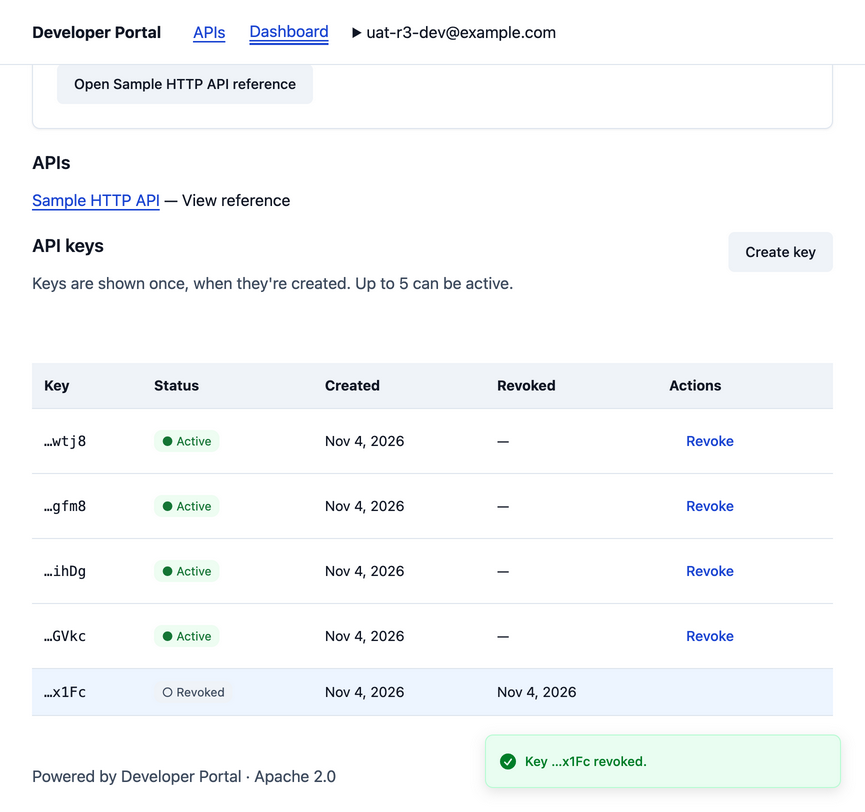 Developer Portal APIs Dashboard ▶ uat-r3-dev@example.com
Open Sample HTTP API reference
APIs
Sample HTTP API — View reference
API keys
Create key
Keys are shown once, when they're created. Up to 5 can be active.
Key Status Created Revoked Actions
…wtj8 Active Nov 4, 2026 — Revoke
…gfm8 Active Nov 4, 2026 — Revoke
…ihDg Active Nov 4, 2026 — Revoke
…GVkc Active Nov 4, 2026 — Revoke
…x1Fc Revoked Nov 4, 2026 Nov 4, 2026
Key …x1Fc revoked.
Powered by Developer Portal · Apache 2.0